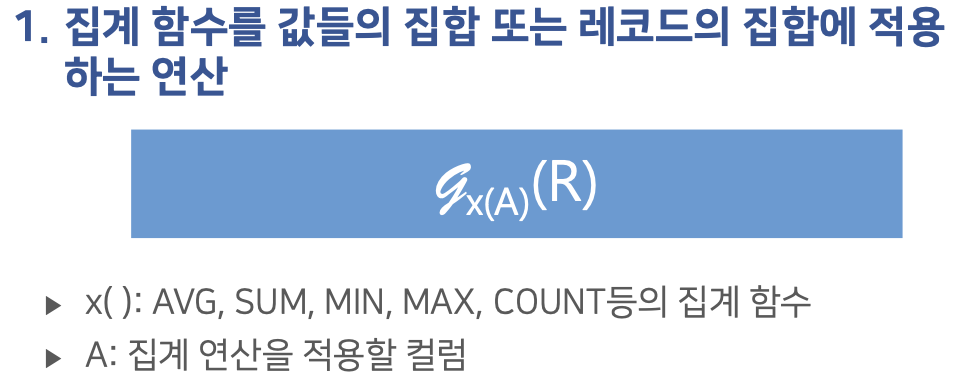 1. 집계 함수를 값들의 집합 또는 레코드의 집합에 적용
하는 연산
𝒢x(A)(R)
▶ x( ): AVG, SUM, MIN, MAX, COUNT등의 집계 함수
▶ A: 집계 연산을 적용할 컬럼